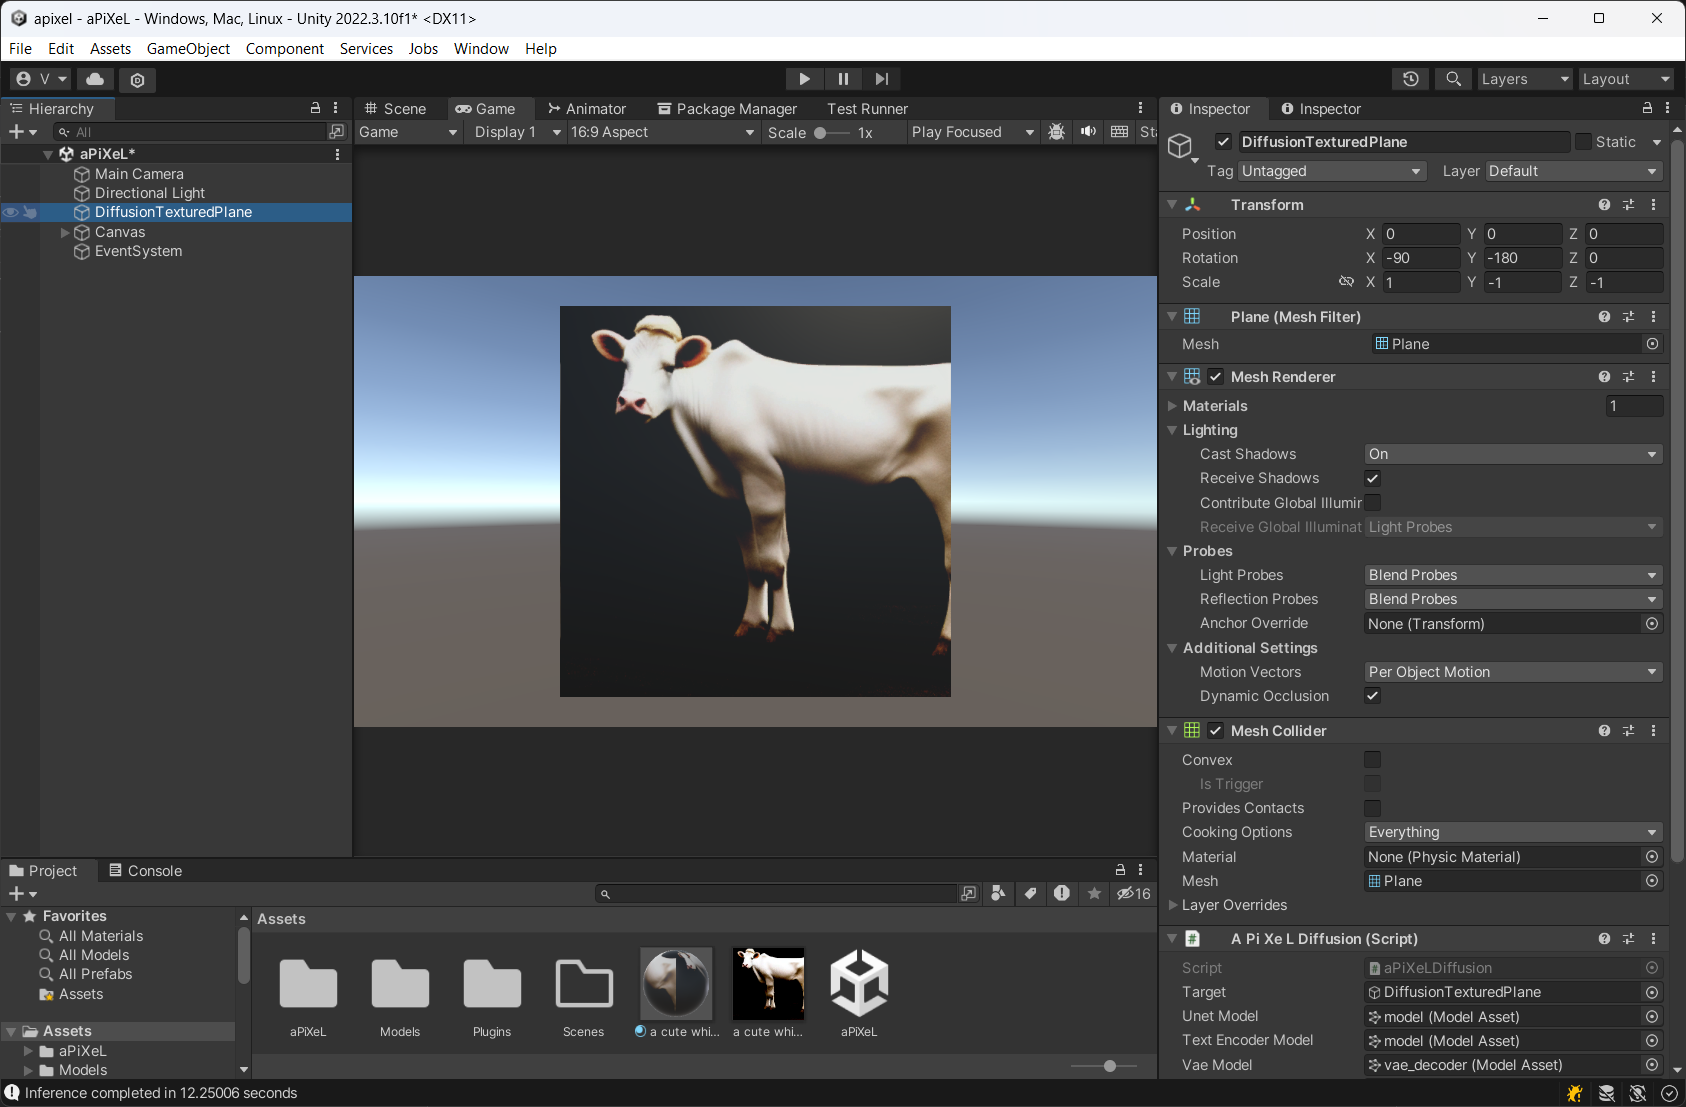 apixel - aPiXeL - Windows, Mac, Linux - Unity 2022.3.10f1* <DX11>
File Edit Assets GameObject Component Services Jobs Window Help
V Layers Layout
Hierarchy
All
aPiXeL*
Main Camera
Directional Light
DiffusionTexturedPlane
Canvas
EventSystem
Scene Game Animator Package Manager Test Runner
Game Display 1 16:9 Aspect Scale 1x Play Focused Sta
Inspector Inspector
DiffusionTexturedPlane Static
Tag Untagged Layer Default
Transform
Position X 0 Y 0 Z 0
Rotation X -90 Y -180 Z 0
Scale X 1 Y -1 Z -1
Plane (Mesh Filter)
Mesh Plane
Mesh Renderer
Materials 1
Lighting
Cast Shadows On
Receive Shadows
Contribute Global Illumir
Receive Global Illuminat Light Probes
Probes
Light Probes Blend Probes
Reflection Probes Blend Probes
Anchor Override None (Transform)
Additional Settings
Motion Vectors Per Object Motion
Dynamic Occlusion
Mesh Collider
Convex
Is Trigger
Provides Contacts
Cooking Options Everything
Material None (Physic Material)
Mesh Plane
Layer Overrides
# A Pi Xe L Diffusion (Script)
Script aPiXeLDiffusion
Target DiffusionTexturedPlane
Unet Model model (Model Asset)
Text Encoder Model model (Model Asset)
Vae Model vae_decoder (Model Asset)
Project Console
16
Favorites
All Materials
All Models
All Prefabs
Assets
Assets
aPiXeL
Models
Assets
aPiXeL Models Plugins Scenes a cute whi... a cute whi... aPiXeL
Inference completed in 12.25006 seconds